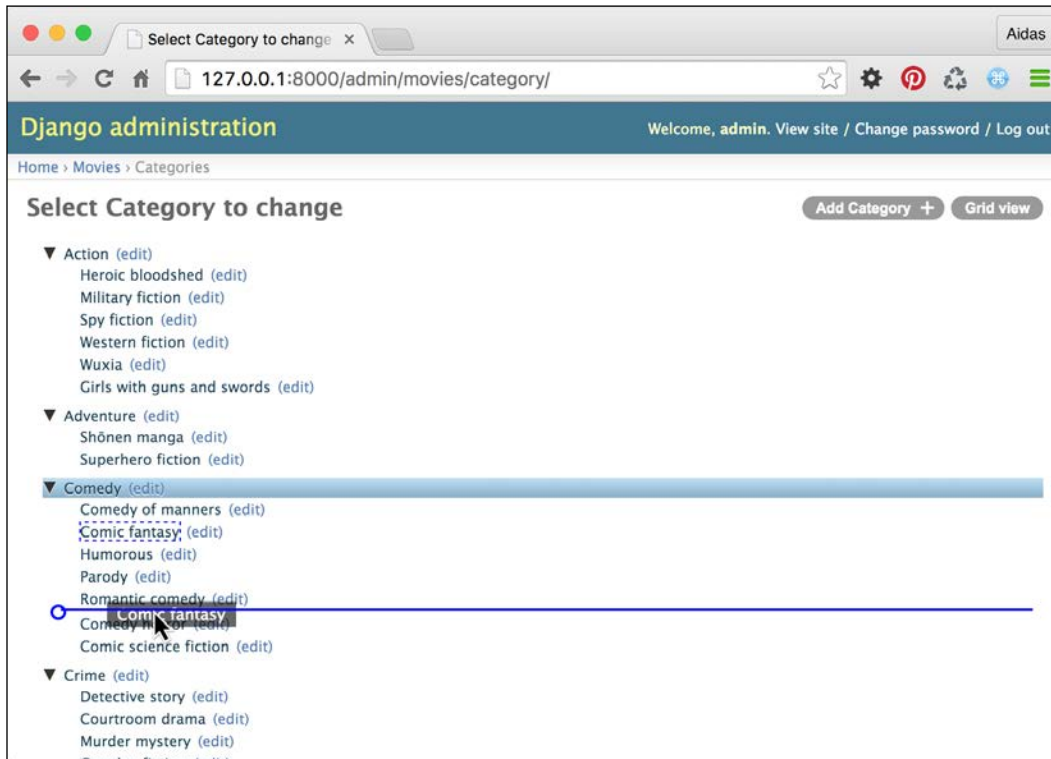 Select Category to change
Aidas
127.0.0.1:8000/admin/movies/category/
Django administration
Welcome, admin. View site / Change password / Log out
Home › Movies › Categories
Select Category to change
Add Category +
Grid view
Action (edit)
Heroic bloodshed (edit)
Military fiction (edit)
Spy fiction (edit)
Western fiction (edit)
Wuxia (edit)
Girls with guns and swords (edit)
Adventure (edit)
Shōnen manga (edit)
Superhero fiction (edit)
Comedy (edit)
Comedy of manners (edit)
Comic fantasy (edit)
Humorous (edit)
Parody (edit)
Romantic comedy (edit)
Comic fantasy
Comedy (edit)
Comic science fiction (edit)
Crime (edit)
Detective story (edit)
Courtroom drama (edit)
Murder mystery (edit)